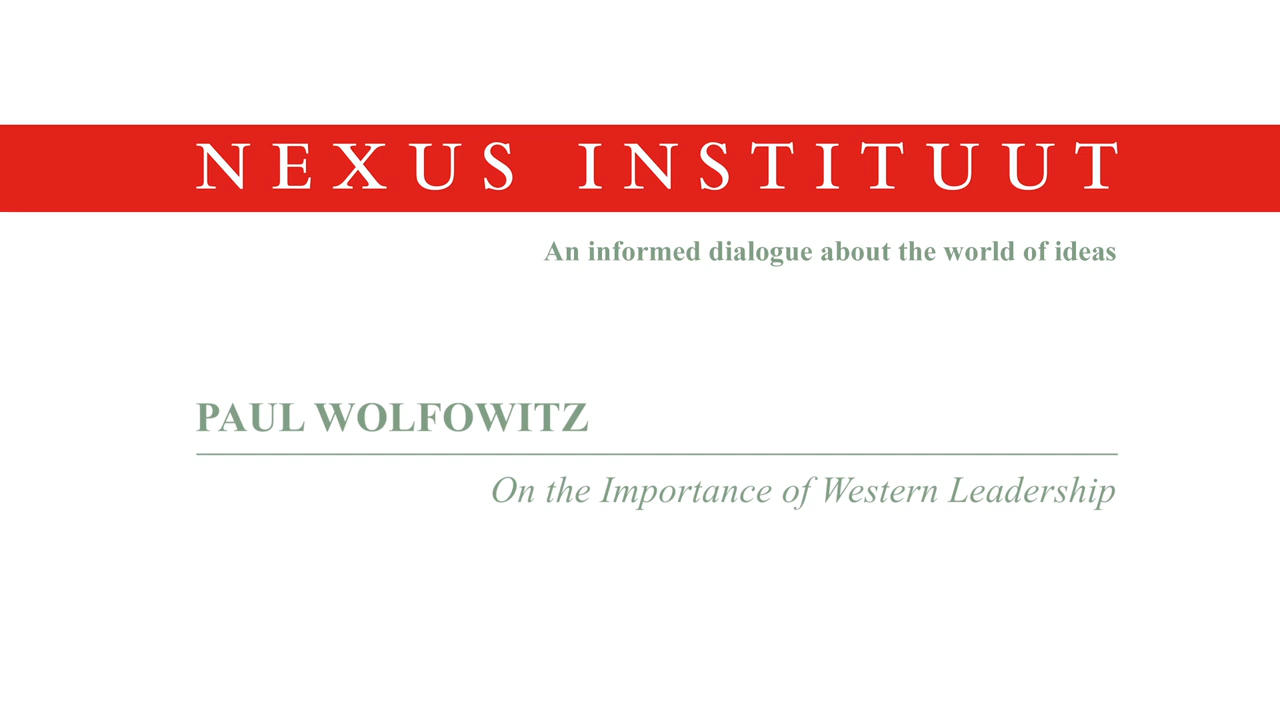 NEXUS INSTITUUT
An informed dialogue about the world of ideas
PAUL WOLFOWITZ
On the Importance of Western Leadership